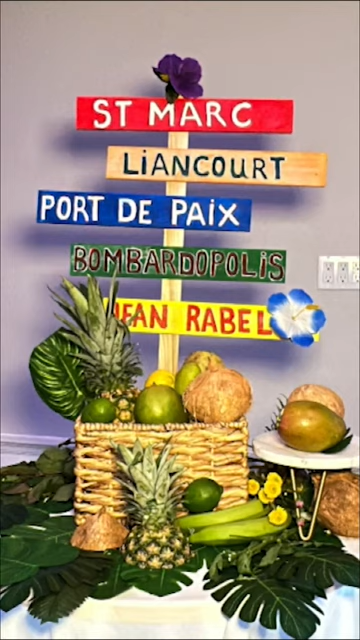 ST MARC
LiANCOURT
PORT DE PAiX
BOMBARDOPOLIS
JEAN RABEL